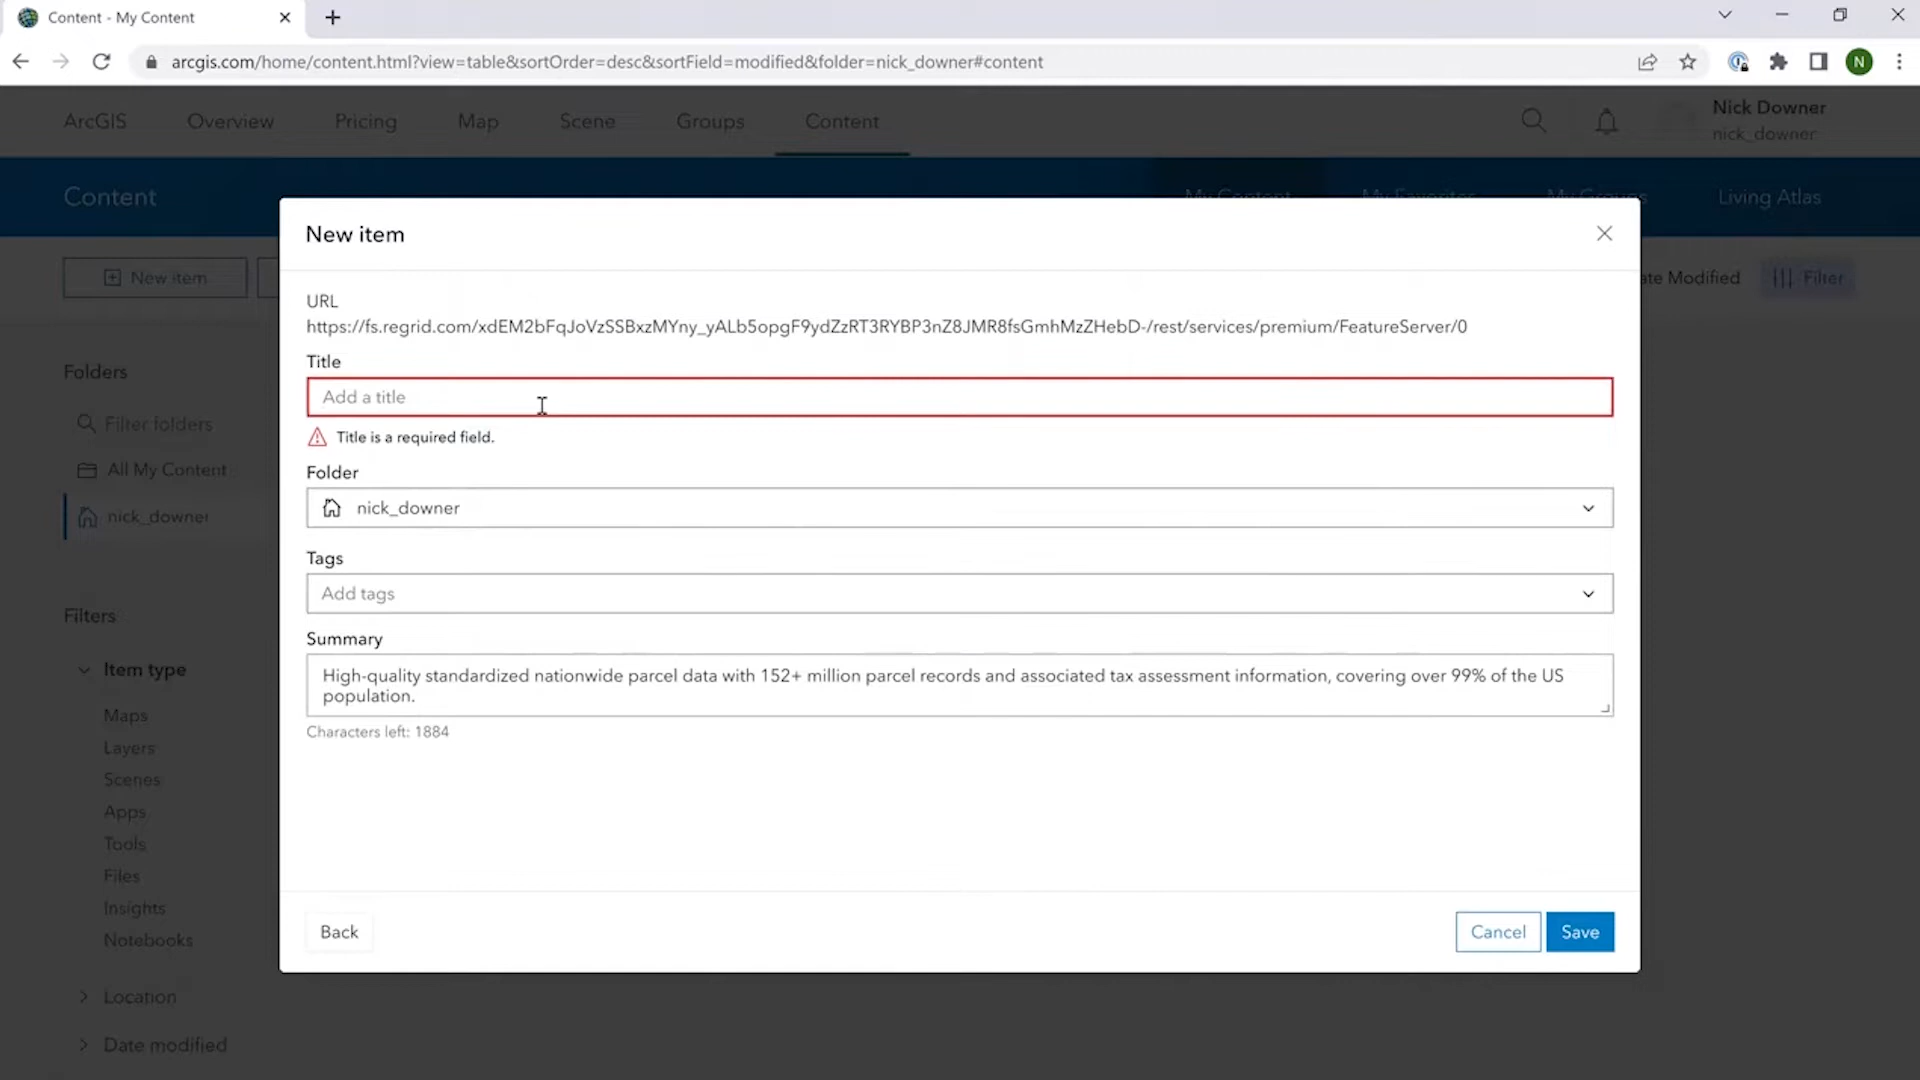 Content - My Content
arcgis.com/home/content.html?view=table&sortOrder=desc&sortField=modified&folder=nick_downer#content
N
ArcGIS
Overview
Pricing
Map
Scene
Groups
Content
Nick Downer
nick_downer
Content
My Content
My Favorites
My Groups
Living Atlas
New item
ate Modified
Filter
Folders
Filter folders
All My Content
nick_downer
Filters
Item type
Maps
Layers
Scenes
Apps
Tools
Files
Insights
Notebooks
Location
Date modified
New item
URL
https://fs.regrid.com/xdEM2bFqJoVzSSBxzMYny_yALb5opgF9ydZzRT3RYBP3nZ8JMR8fsGmhMzZHebD-/rest/services/premium/FeatureServer/0
Title
Add a title
Title is a required field.
Folder
nick_downer
Tags
Add tags
Summary
High-quality standardized nationwide parcel data with 152+ million parcel records and associated tax assessment information, covering over 99% of the US
population.
Characters left: 1884
Back
Cancel
Save